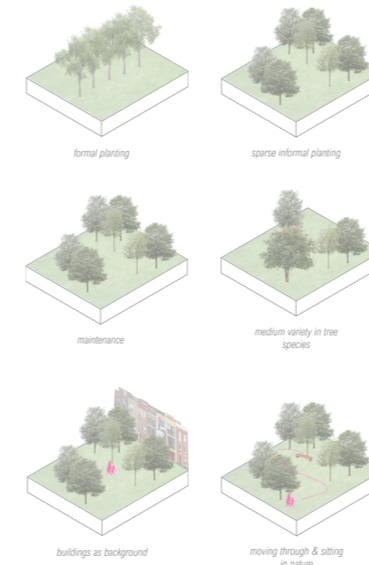 formal planting
sparse informal planting
maintenance
medium variety in tree
species
buildings as background
moving through & sitting
in nature